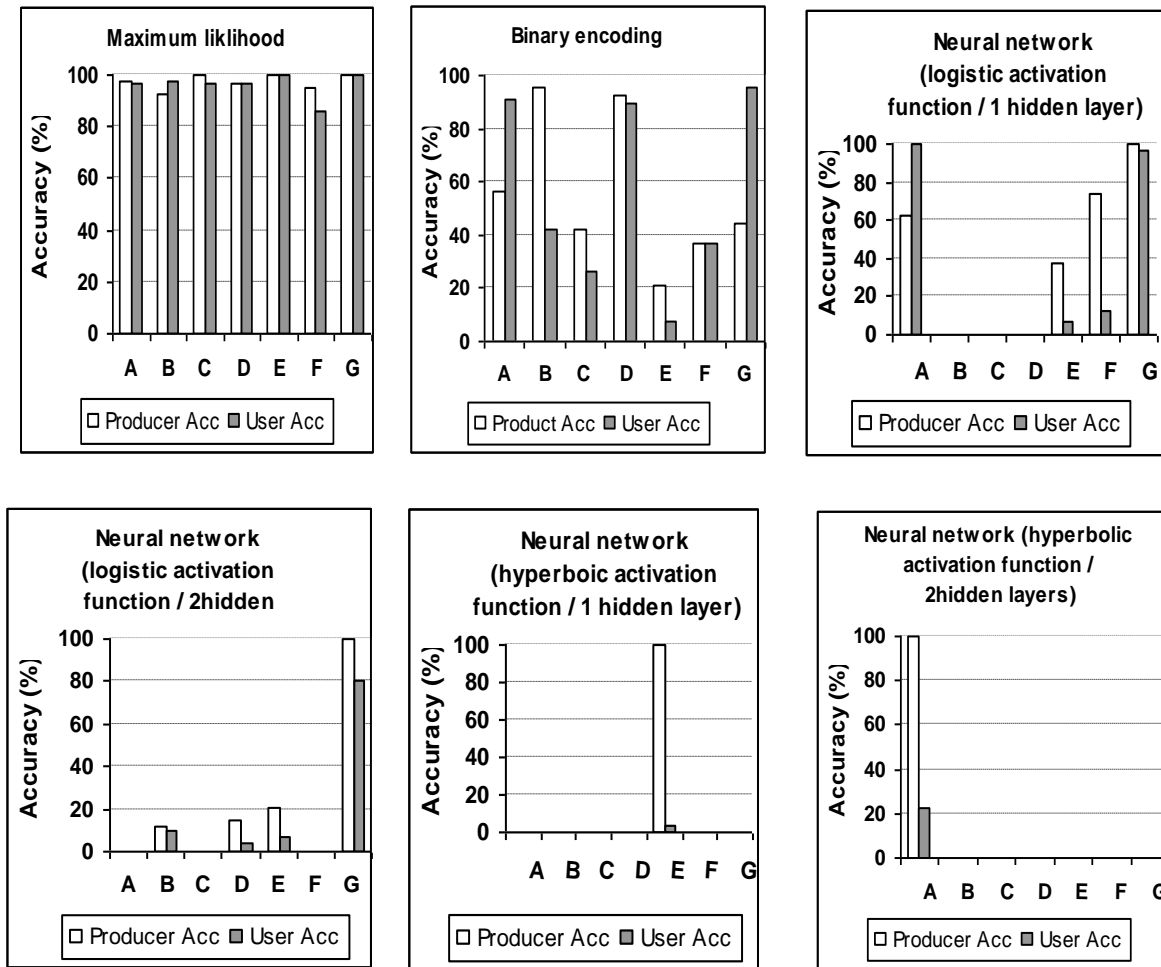 Maximum liklihood
Accuracy (%)
100
80
60
40
20
0
A B C D E F G
Producer Acc User Acc
Binary encoding
Accuracy (%)
100
80
60
40
20
0
A B C D E F G
Product Acc User Acc
Neural network
(logistic activation
function / 1 hidden layer)
Accuracy (%)
100
80
60
40
20
0
A B C D E F G
Producer Acc User Acc
Neural network
(logistic activation
function / 2hidden
Accuracy (%)
100
80
60
40
20
0
A B C D E F G
Producer Acc User Acc
Neural network
(hyperboic activation
function / 1 hidden layer)
Accuracy (%)
100
80
60
40
20
0
A B C D E F G
Producer Acc User Acc
Neural network (hyperbolic
activation function /
2hidden layers)
Accuracy (%)
100
80
60
40
20
0
A B C D E F G
Producer Acc User Acc